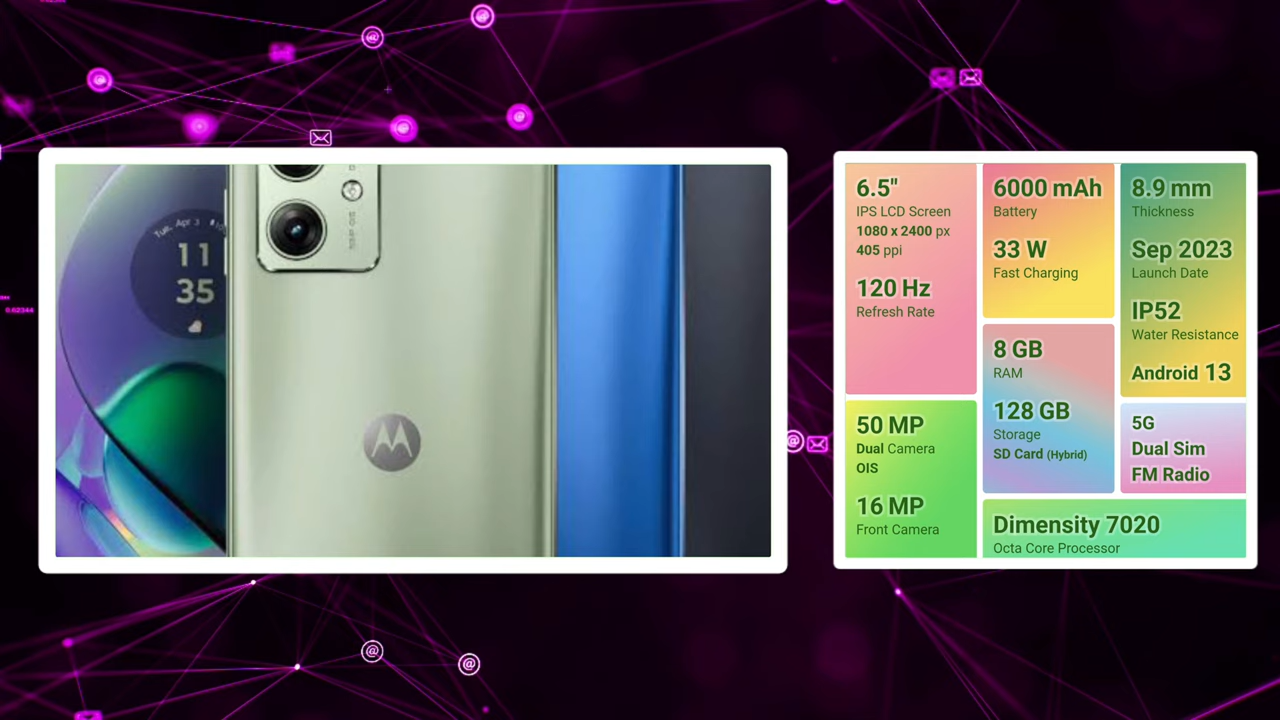 Tue, Apr 3
11
35
6.5"
IPS LCD Screen
1080 x 2400 px
405 ppi
120 Hz
Refresh Rate
50 MP
Dual Camera
OIS
16 MP
Front Camera
6000 mAh
Battery
33 W
Fast Charging
8 GB
RAM
128 GB
Storage
SD Card (Hybrid)
8.9 mm
Thickness
Sep 2023
Launch Date
IP52
Water Resistance
Android 13
5G
Dual Sim
FM Radio
Dimensity 7020
Octa Core Processor
0.62344